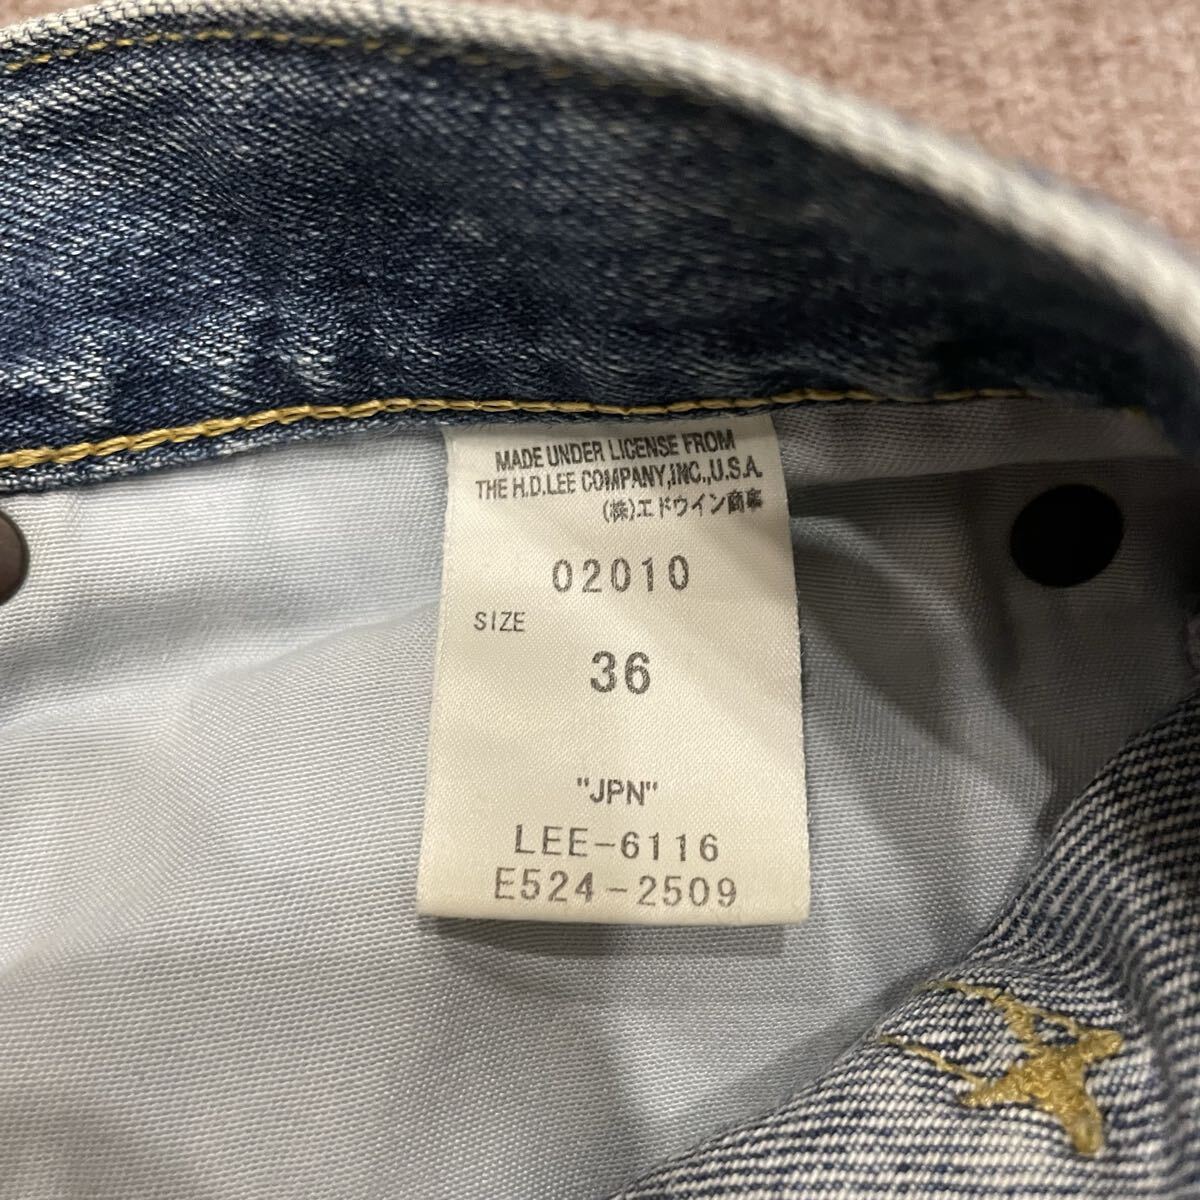 MADE UNDER LICENSE FROM
THE H.D.LEE COMPANY,INC.,U.S.A.
(株)エドウイン商事
02010
SIZE
36
"JPN"
LEE-6116
E524-2509